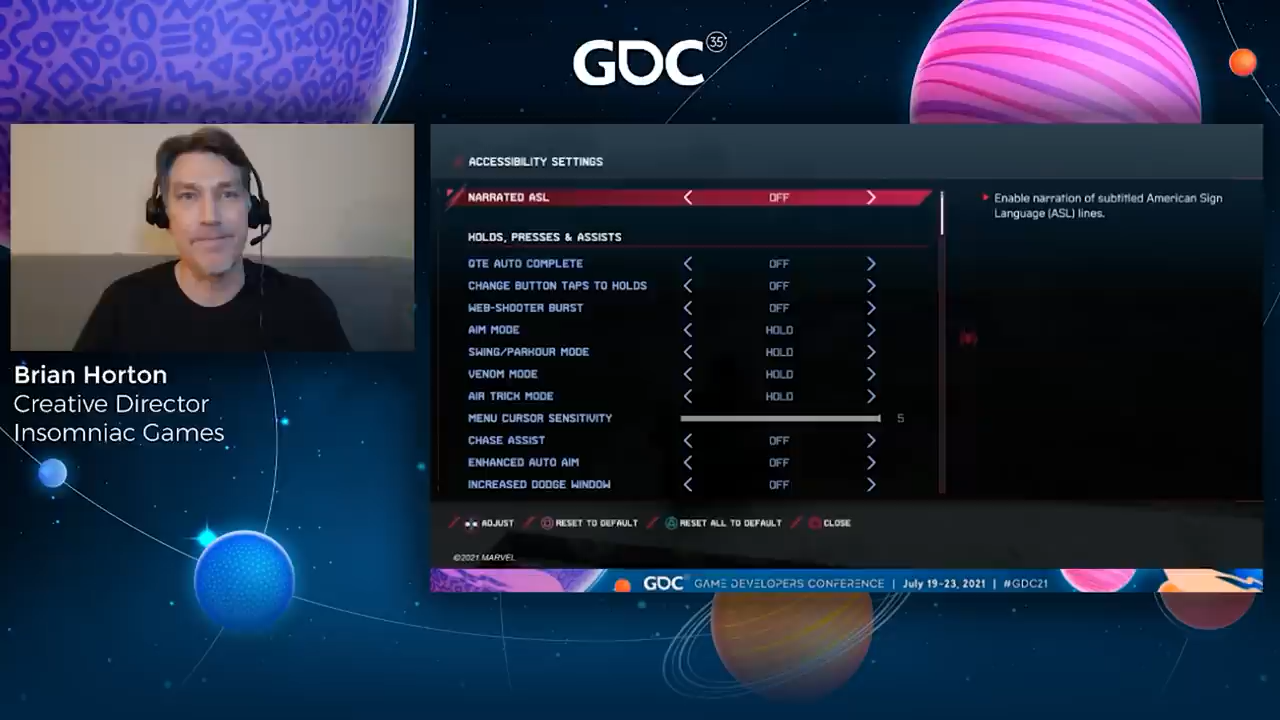 GDC 35
Brian Horton
Creative Director
Insomniac Games
ACCESSIBILITY SETTINGS
NARRATED ASL < OFF >
HOLDS, PRESSES & ASSISTS
QTE AUTO COMPLETE < OFF >
CHANGE BUTTON TAPS TO HOLDS < OFF >
WEB-SHOOTER BURST < OFF >
AIM MODE < HOLD >
SWING/PARKOUR MODE < HOLD >
VENOM MODE < HOLD >
AIR TRICK MODE < HOLD >
MENU CURSOR SENSITIVITY 5
CHASE ASSIST < OFF >
ENHANCED AUTO AIM < OFF >
INCREASED DODGE WINDOW < OFF >
Enable narration of subtitled American Sign
Language (ASL) lines.
ADJUST RESET TO DEFAULT RESET ALL TO DEFAULT CLOSE
©2021 MARVEL
GDC GAME DEVELOPERS CONFERENCE | July 19-23, 2021 | #GDC21